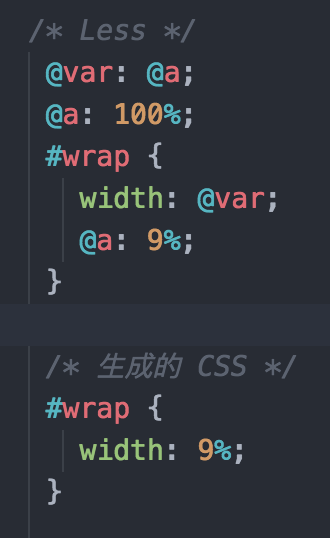 /* Less */
@var: @a;
@a: 100%;
#wrap {
width: @var;
@a: 9%;
}
/* 生成的 CSS */
#wrap {
width: 9%;
}